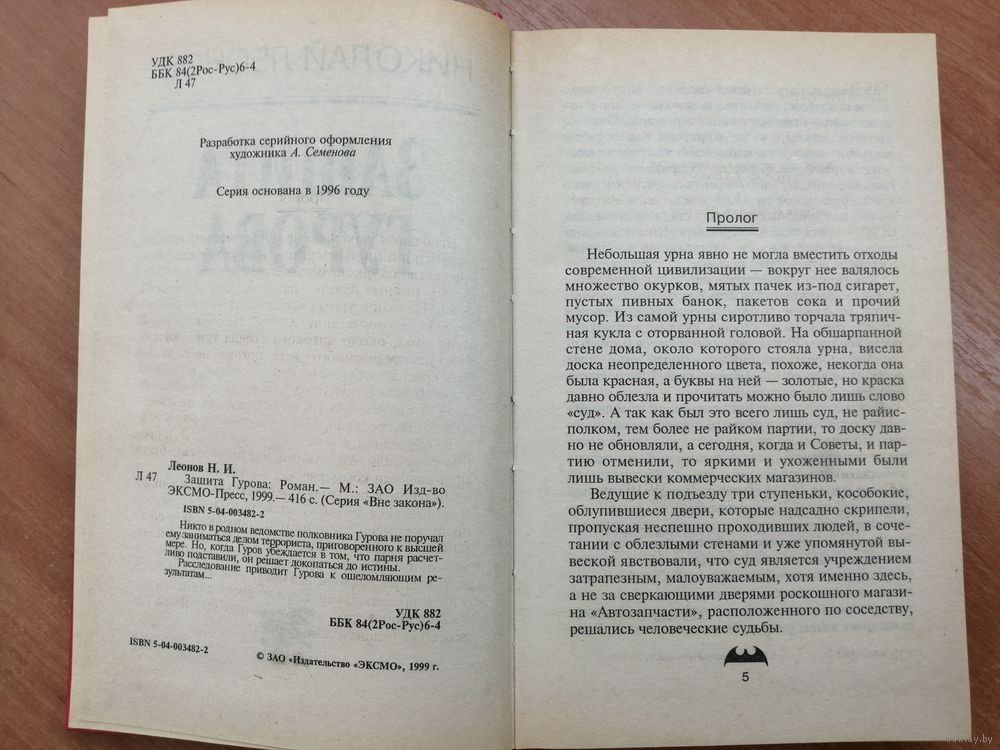 УДК 882
ББК 84(2Рос-Рус)6-4
Л 47
Разработка серийного оформления
художника А. Семенова
Серия основана в 1996 году
Леонов Н. И.
Л 47
Защита Гурова: Роман.— М.: ЗАО Изд-во
ЭКСМО-Пресс, 1999.— 416 с. (Серия «Вне закона»).
ISBN 5-04-003482-2
Никто в родном ведомстве полковника Гурова не поручал
ему заниматься делом террориста, приговоренного к высшей
мере. Но, когда Гуров убеждается в том, что парня расчет-
ливо подставили, он решает докопаться до истины.
Расследование приводит Гурова к ошеломляющим ре-
зультатам...
УДК 882
ББК 84(2Рос-Рус)6-4
ISBN 5-04-003482-2
© ЗАО «Издательство «ЭКСМО», 1999 г.
Пролог
Небольшая урна явно не могла вместить отходы
современной цивилизации — вокруг нее валялось
множество окурков, мятых пачек из-под сигарет,
пустых пивных банок, пакетов сока и прочий
мусор. Из самой урны сиротливо торчала тряпич-
ная кукла с оторванной головой. На обшарпанной
стене дома, около которого стояла урна, висела
доска неопределенного цвета, похоже, некогда она
была красная, а буквы на ней — золотые, но краска
давно облезла и прочитать можно было лишь слово
«суд». А так как был это всего лишь суд, не райис-
полком, тем более не райком партии, то доску дав-
но не обновляли, а сегодня, когда и Советы, и пар-
тию отменили, то яркими и ухоженными были
лишь вывески коммерческих магазинов.
Ведущие к подъезду три ступеньки, кособокие,
облупившиеся двери, которые надсадно скрипели,
пропуская неспешно проходивших людей, в соче-
тании с облезлыми стенами и уже упомянутой вы-
веской явствовали, что суд является учреждением
затрапезным, малоуважаемым, хотя именно здесь,
а не за сверкающими дверями роскошного магази-
на «Автозапчасти», расположенного по соседству,
решались человеческие судьбы.
5